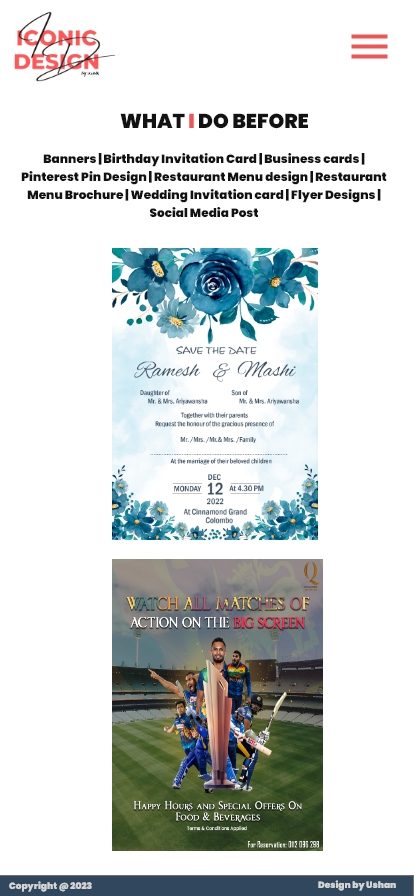 ICONIC
DESIGN
by Ushan
WHAT I DO BEFORE
Banners | Birthday Invitation Card | Business cards |
Pinterest Pin Design | Restaurant Menu design | Restaurant
Menu Brochure | Wedding Invitation card | Flyer Designs |
Social Media Post
SAVE THE DATE
Ramesh & Mashi
Daughter of Son of
Mr. & Mrs. Ariyawansha Mr. & Mrs. Ariyawansha
Together with their parents
Request the honour of the gracious presence of
Mr. /Mrs. /Mr.& Mrs. /Family
At the marriage of their beloved children
DEC
MONDAY 12 At 4.30 PM
2022
At Cinnamond Grand
Colombo
Q
WATCH ALL MATCHES OF
ACTION ON THE BIG SCREEN
Happy Hours and Special Offers On
Food & Beverages
Terms & Conditions Applied
For Reservation: 012 086 298
Copyright @ 2023
Design by Ushan